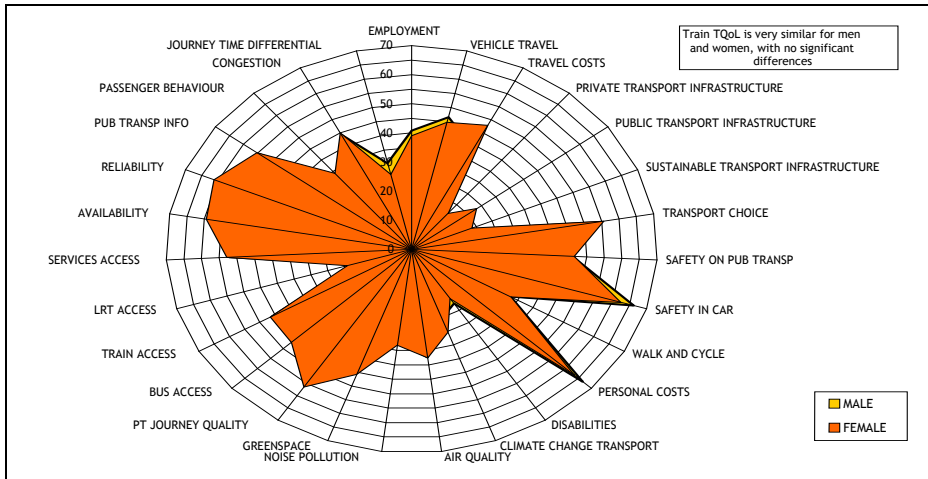 EMPLOYMENT
JOURNEY TIME DIFFERENTIAL
VEHICLE TRAVEL
CONGESTION
TRAVEL COSTS
PASSENGER BEHAVIOUR
PRIVATE TRANSPORT INFRASTRUCTURE
PUB TRANSP INFO
PUBLIC TRANSPORT INFRASTRUCTURE
RELIABILITY
SUSTAINABLE TRANSPORT INFRASTRUCTURE
AVAILABILITY
TRANSPORT CHOICE
SERVICES ACCESS
SAFETY ON PUB TRANSP
LRT ACCESS
SAFETY IN CAR
TRAIN ACCESS
WALK AND CYCLE
BUS ACCESS
PERSONAL COSTS
PT JOURNEY QUALITY
DISABILITIES
GREENSPACE
CLIMATE CHANGE TRANSPORT
NOISE POLLUTION
AIR QUALITY
70
60
50
40
30
20
10
0
Train TQoL is very similar for men
and women, with no significant
differences
MALE
FEMALE